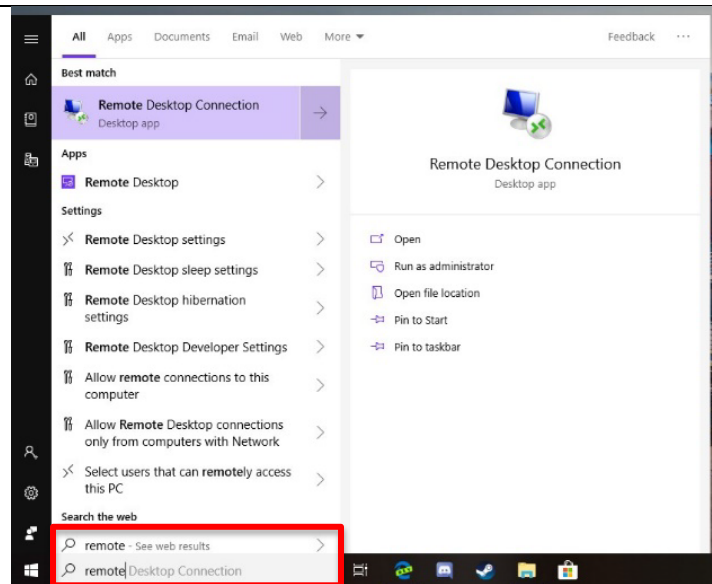 All Apps Documents Email Web More Feedback ...
Best match
Remote Desktop Connection
Desktop app
Apps
Remote Desktop
Settings
Remote Desktop settings
Remote Desktop sleep settings
Remote Desktop hibernation
settings
Remote Desktop Developer Settings
Allow remote connections to this
computer
Allow Remote Desktop connections
only from computers with Network
Select users that can remotely access
this PC
Search the web
remote - See web results
remote Desktop Connection
Remote Desktop Connection
Desktop app
Open
Run as administrator
Open file location
Pin to Start
Pin to taskbar